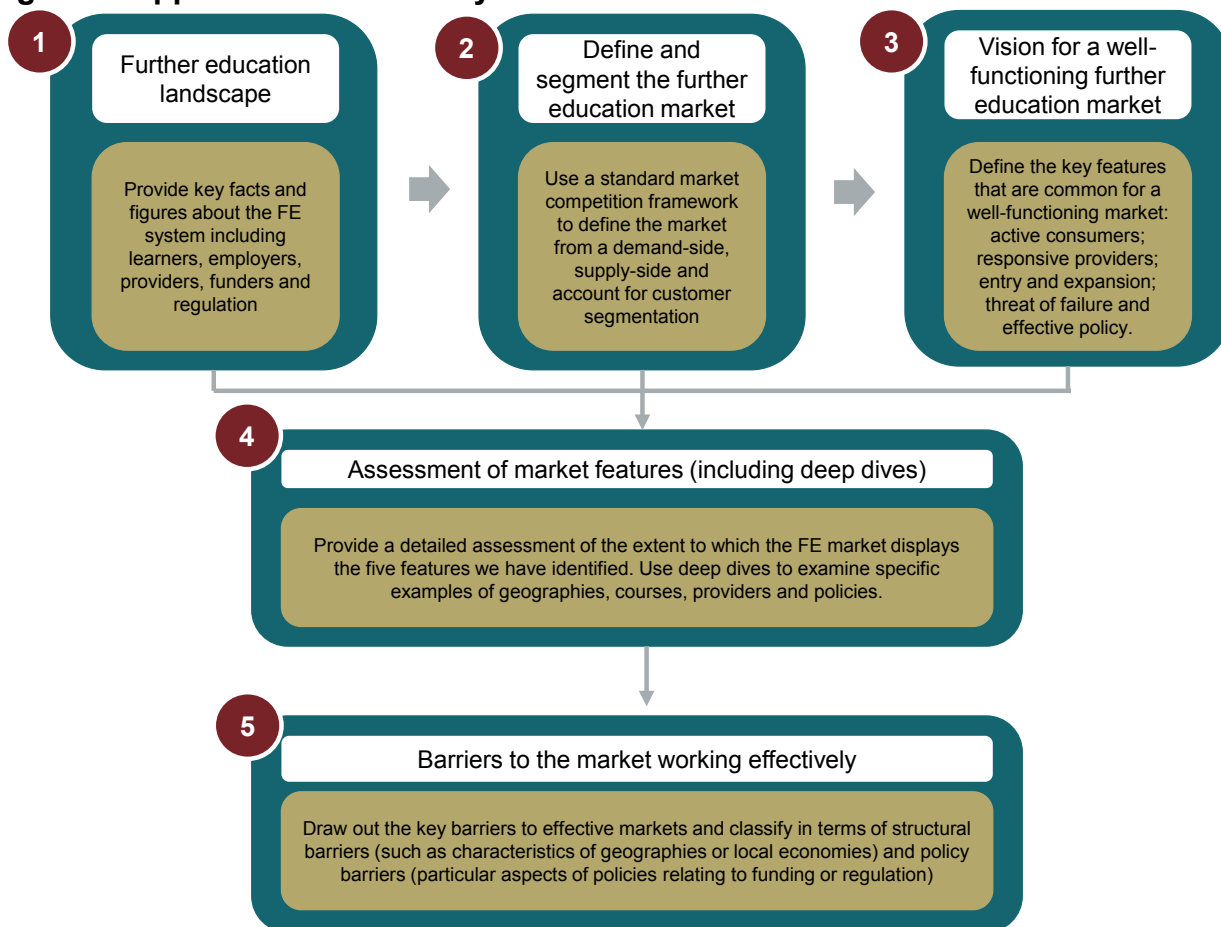 1
Further education
landscape
Provide key facts and
figures about the FE
system including
learners, employers,
providers, funders and
regulation
2
Define and
segment the further
education market
Use a standard market
competition framework
to define the market
from a demand-side,
supply-side and
account for customer
segmentation
3
Vision for a well-
functioning further
education market
Define the key features
that are common for a
well-functioning market:
active consumers;
responsive providers;
entry and expansion;
threat of failure and
effective policy.
4
Assessment of market features (including deep dives)
Provide a detailed assessment of the extent to which the FE market displays
the five features we have identified. Use deep dives to examine specific
examples of geographies, courses, providers and policies.
5
Barriers to the market working effectively
Draw out the key barriers to effective markets and classify in terms of structural
barriers (such as characteristics of geographies or local economies) and policy
barriers (particular aspects of policies relating to funding or regulation)